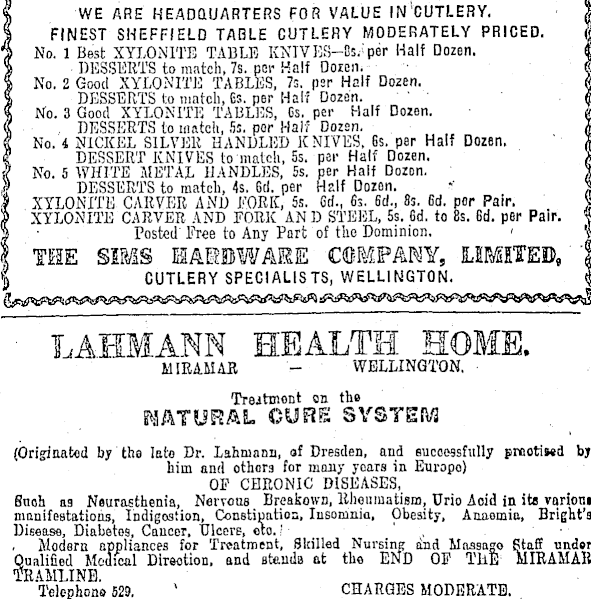 WE ARE HEADQUARTERS FOR VALUE IN CUTLERY.
FINEST SHEFFIELD TABLE CUTLERY MODERATELY PRICED.
No. 1 Best XYLONITE TABLE KNIVES—8s. per Half Dozen.
DESSERTS to match, 7s. per Half Dozen.
No. 2 Good XYLONITE TABLES, 7s. per Half Dozen.
DESSERTS to match, 6s. per Half Dozen.
No. 3 Good XYLONITE TABLES, 6s. per Half Dozen.
DESSERTS to match, 5s. per Half Dozen.
No. 4 NICKEL SILVER HANDLED KNIVES, 6s. per Half Dozen.
DESSERT KNIVES to match, 5s. per Half Dozen.
No. 5 WHITE METAL HANDLES, 5s. per Half Dozen.
DESSERTS to match, 4s. 6d. per Half Dozen.
XYLONITE CARVER AND FORK, 5s. 6d., 6s. 6d., 8s. 6d. per Pair.
XYLONITE CARVER AND FORK AND STEEL, 5s. 6d. to 8s. 6d. per Pair.
Posted Free to Any Part of the Dominion.
THE SIMS HARDWARE COMPANY, LIMITED,
CUTLERY SPECIALISTS, WELLINGTON.
LAHMANN HEALTH HOME.
MIRAMAR — WELLINGTON.
Treatment on the
NATURAL CURE SYSTEM
(Originated by the late Dr. Lahmann, of Dresden, and successfully practised by
him and others for many years in Europe)
OF CHRONIC DISEASES,
Such as Neurasthenia, Nervous Breakown, Rheumatism, Urio Acid in its various
manifestations, Indigestion, Constipation, Insomnia, Obesity, Anaemia, Bright's
Disease, Diabetes, Cancer, Ulcers, etc.
Modern appliances for Treatment, Skilled Nursing and Massage Staff under
Qualified Medical Direction, and stands at the END OF THE MIRAMAR
TRAMLINE.
Telephone 529. CHARGES MODERATE.